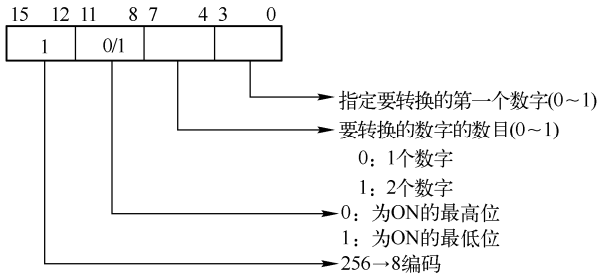 15 12 11 8 7 4 3 0
1 0/1
指定要转换的第一个数字(0~1)
要转换的数字的数目(0~1)
0：1个数字
1：2个数字
0：为ON的最高位
1：为ON的最低位
256→8编码